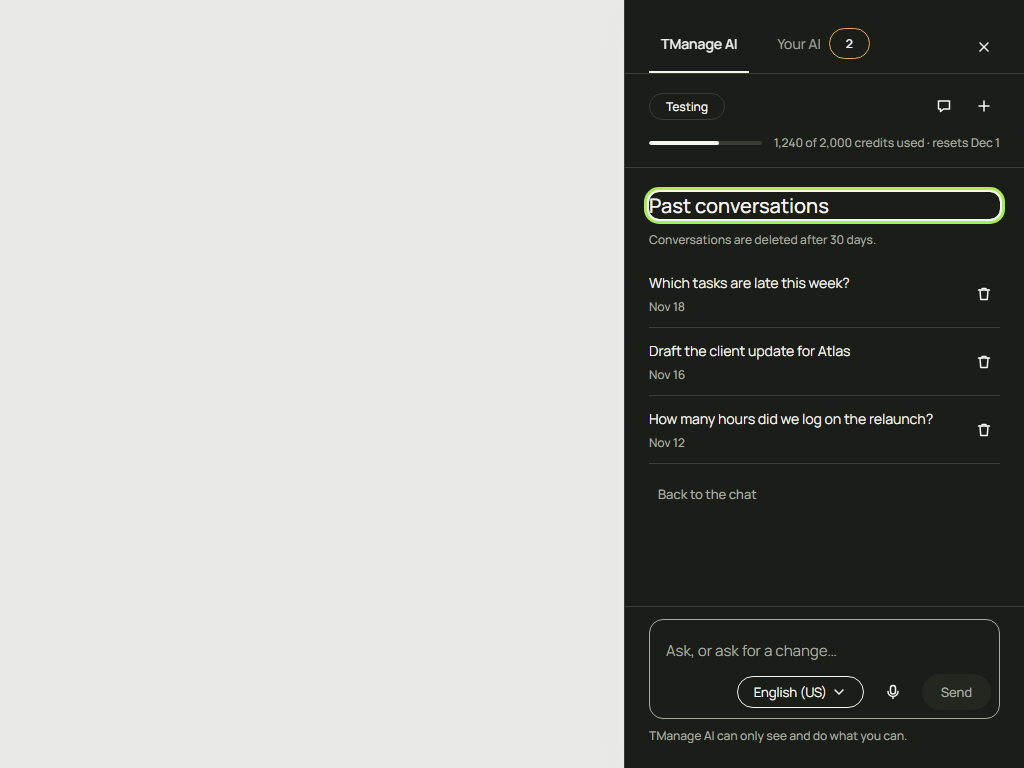 TManage AI
Your AI 2
Testing
1,240 of 2,000 credits used · resets Dec 1
Past conversations
Conversations are deleted after 30 days.
Which tasks are late this week?
Nov 18
Draft the client update for Atlas
Nov 16
How many hours did we log on the relaunch?
Nov 12
Back to the chat
Ask, or ask for a change…
English (US)
Send
TManage AI can only see and do what you can.